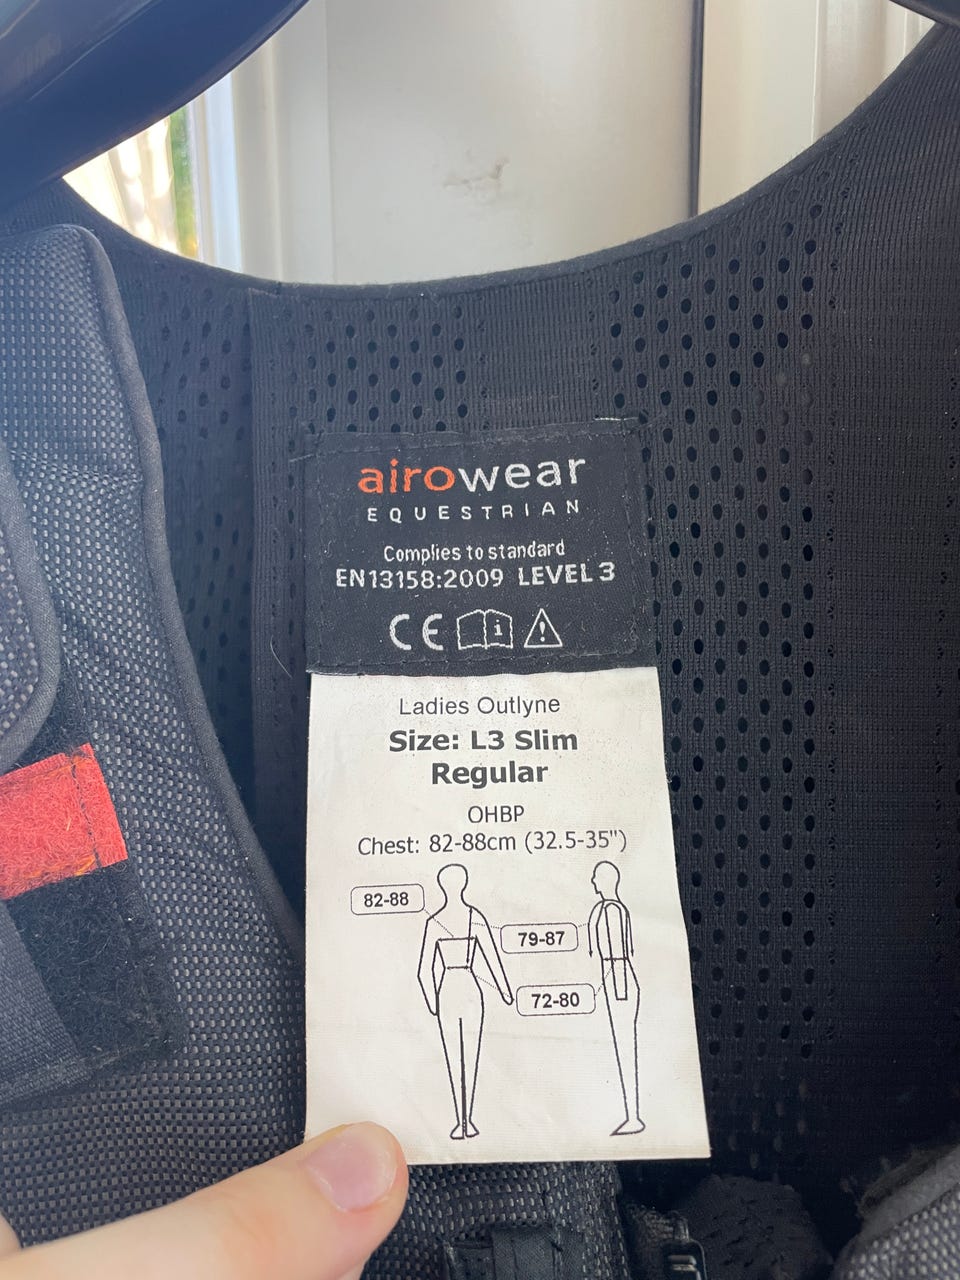 airowear
EQUESTRIAN
Complies to standard
EN13158:2009 LEVEL 3
CE i
Ladies Outlyne
Size: L3 Slim
Regular
OHBP
Chest: 82-88cm (32.5-35")
82-88
79-87
72-80